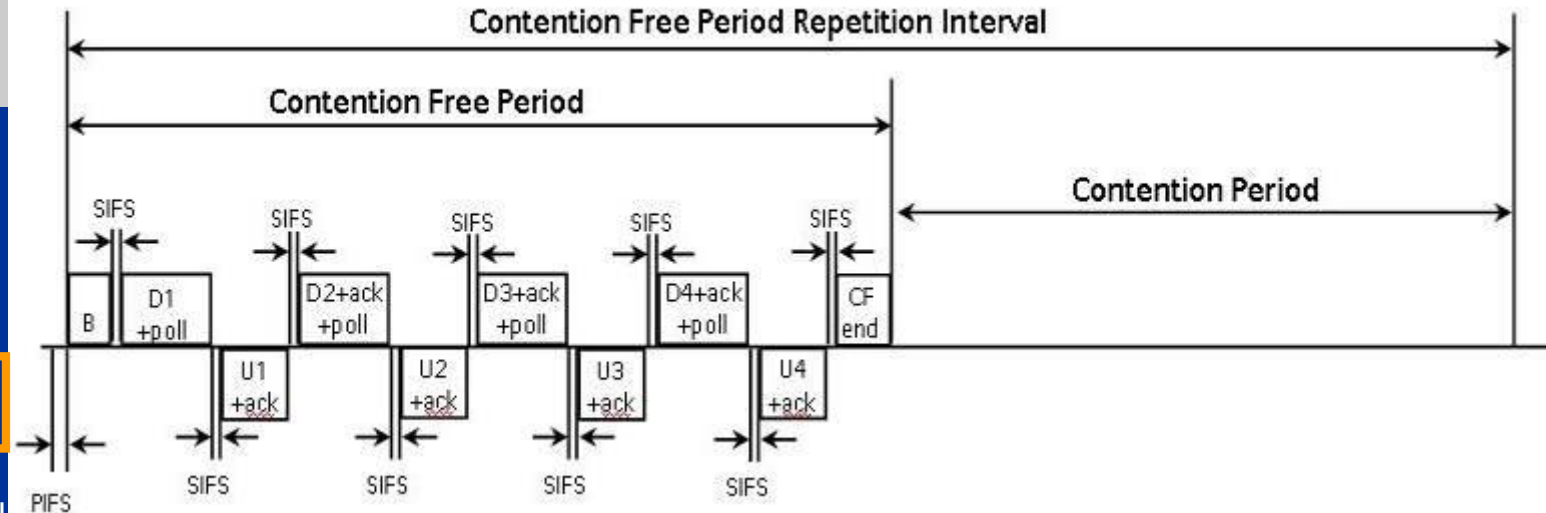 Contention Free Period Repetition Interval
Contention Free Period
Contention Period
SIFS SIFS SIFS SIFS SIFS
B
D1
+poll
D2+ack
+poll
D3+ack
+poll
D4+ack
+poll
CF
end
U1
+ack
U2
+ack
U3
+ack
U4
+ack
PIFS
SIFS SIFS SIFS SIFS